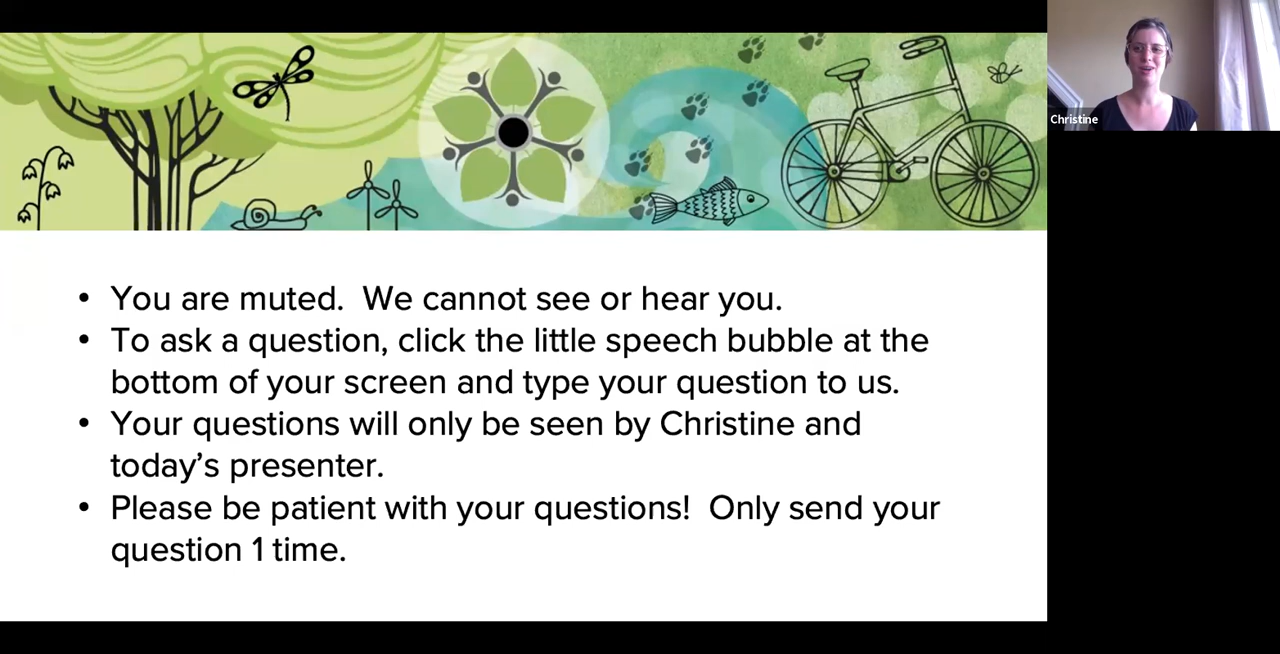 Christine
• You are muted.  We cannot see or hear you.
• To ask a question, click the little speech bubble at the
bottom of your screen and type your question to us.
• Your questions will only be seen by Christine and
today’s presenter.
• Please be patient with your questions!  Only send your
question 1 time.